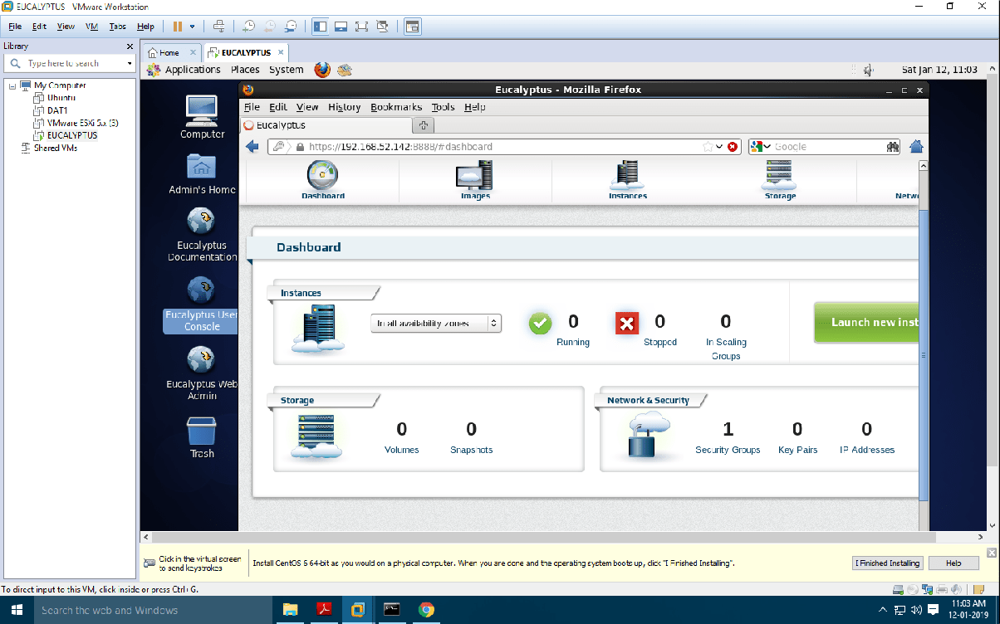 EUCALYPTUS - VMware Workstation
File Edit View VM Tabs Help
Library
Type here to search
My Computer
Ubuntu
DAT1
VMware ESXi 5.x (3)
EUCALYPTUS
Shared VMs
Home
EUCALYPTUS
Applications Places System
Sat Jan 12, 11:03
Computer
Admin's Home
Eucalyptus
Documentation
Eucalyptus User
Console
Eucalyptus Web
Admin
Trash
Eucalyptus - Mozilla Firefox
File Edit View History Bookmarks Tools Help
Eucalyptus
https://192.168.52.142:8888/#dashboard
Google
Dashboard
Images
Instances
Storage
Netw
Dashboard
Instances
In all availability zones
0
Running
0
Stopped
0
In Scaling
Groups
Launch new inst
Storage
0
Volumes
0
Snapshots
Network & Security
1
Security Groups
0
Key Pairs
0
IP Addresses
Click in the virtual screen
to send keystrokes
Install CentOS 6 64-bit as you would on a physical computer. When you are done and the operating system boots up, click "I Finished Installing".
I Finished Installing
Help
To direct input to this VM, click inside or press Ctrl+G.
Search the web and Windows
11:03 AM
12-01-2019